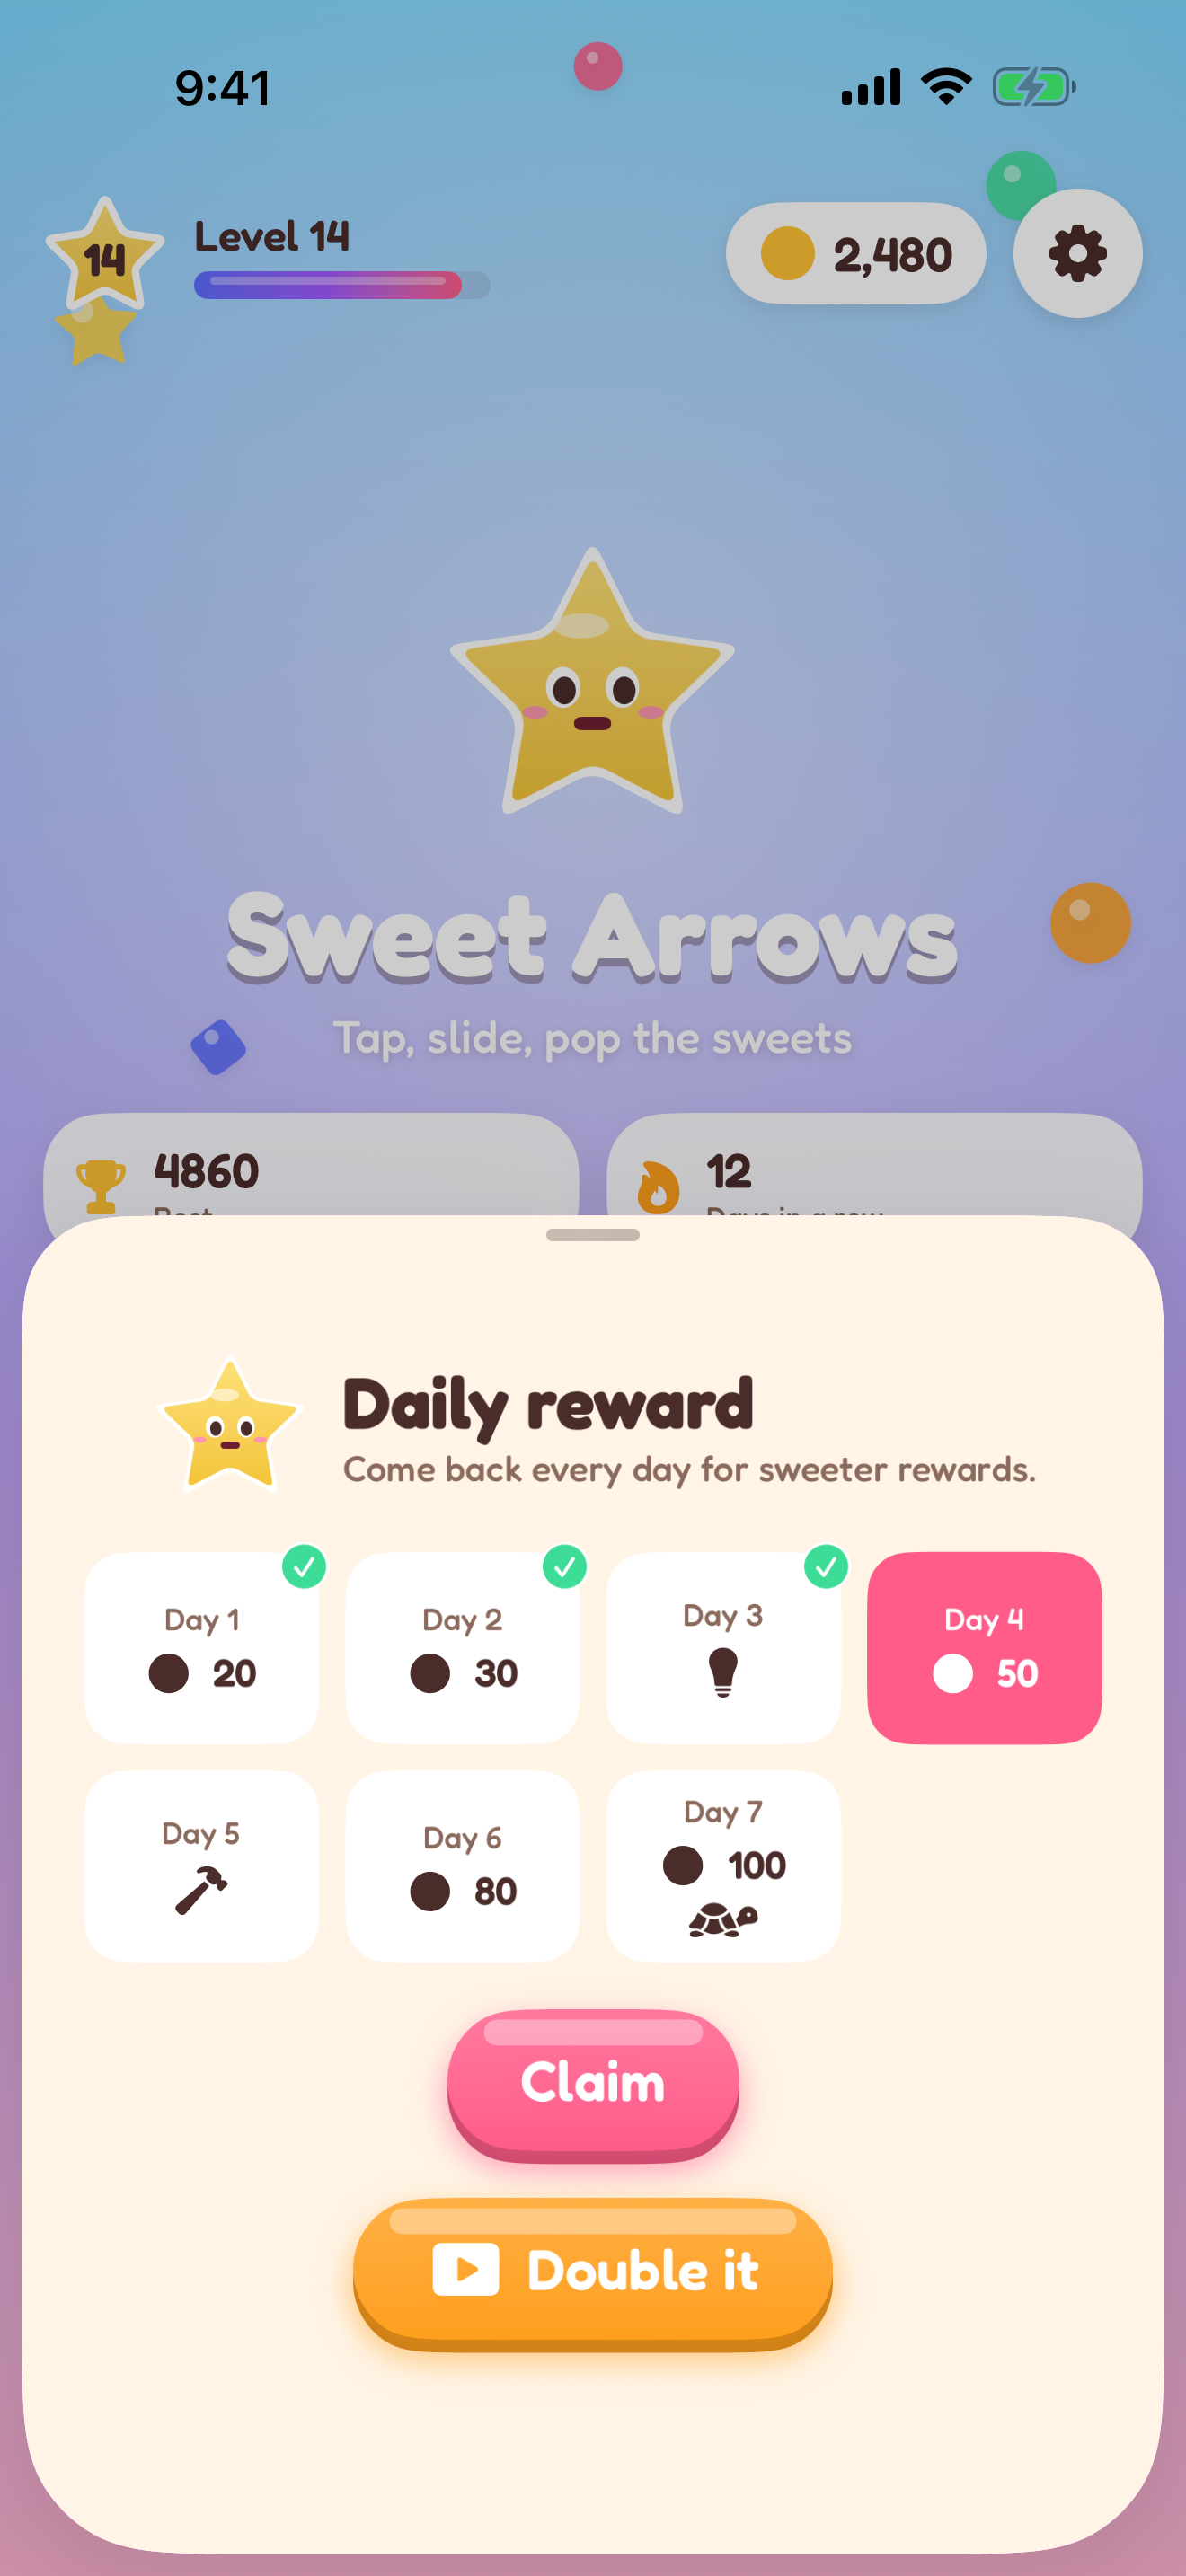 9:41
14
Level 14
2,480
Sweet Arrows
Tap, slide, pop the sweets
4860
12
Daily reward
Come back every day for sweeter rewards.
Day 1
20
Day 2
30
Day 3
Day 4
50
Day 5
Day 6
80
Day 7
100
Claim
Double it